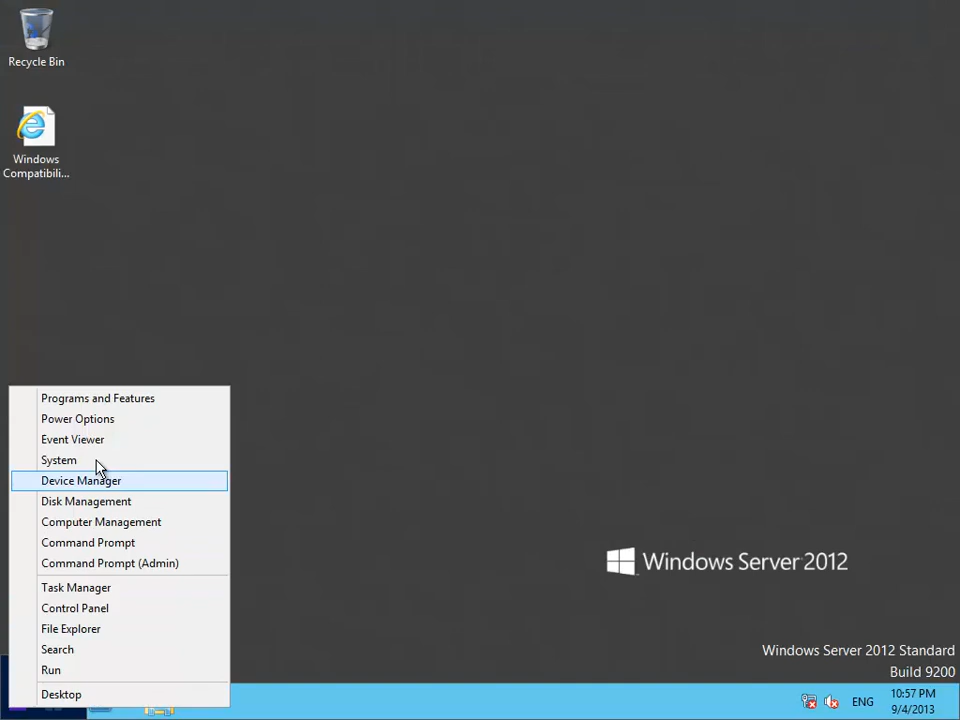 Recycle Bin
Windows
Compatibili...
Programs and Features
Power Options
Event Viewer
System
Device Manager
Disk Management
Computer Management
Command Prompt
Command Prompt (Admin)
Task Manager
Control Panel
File Explorer
Search
Run
Desktop
Windows Server 2012
Windows Server 2012 Standard
Build 9200
ENG
10:57 PM
9/4/2013